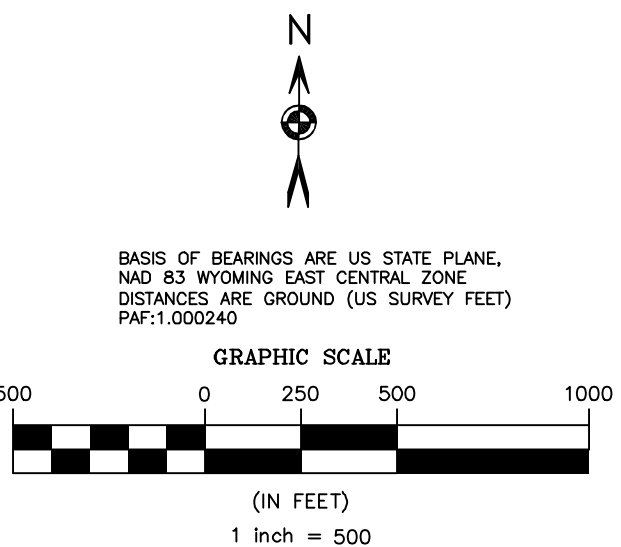 N
BASIS OF BEARINGS ARE US STATE PLANE,
NAD 83 WYOMING EAST CENTRAL ZONE
DISTANCES ARE GROUND (US SURVEY FEET)
PAF:1.000240
GRAPHIC SCALE
500 0 250 500 1000
(IN FEET)
1 inch = 500